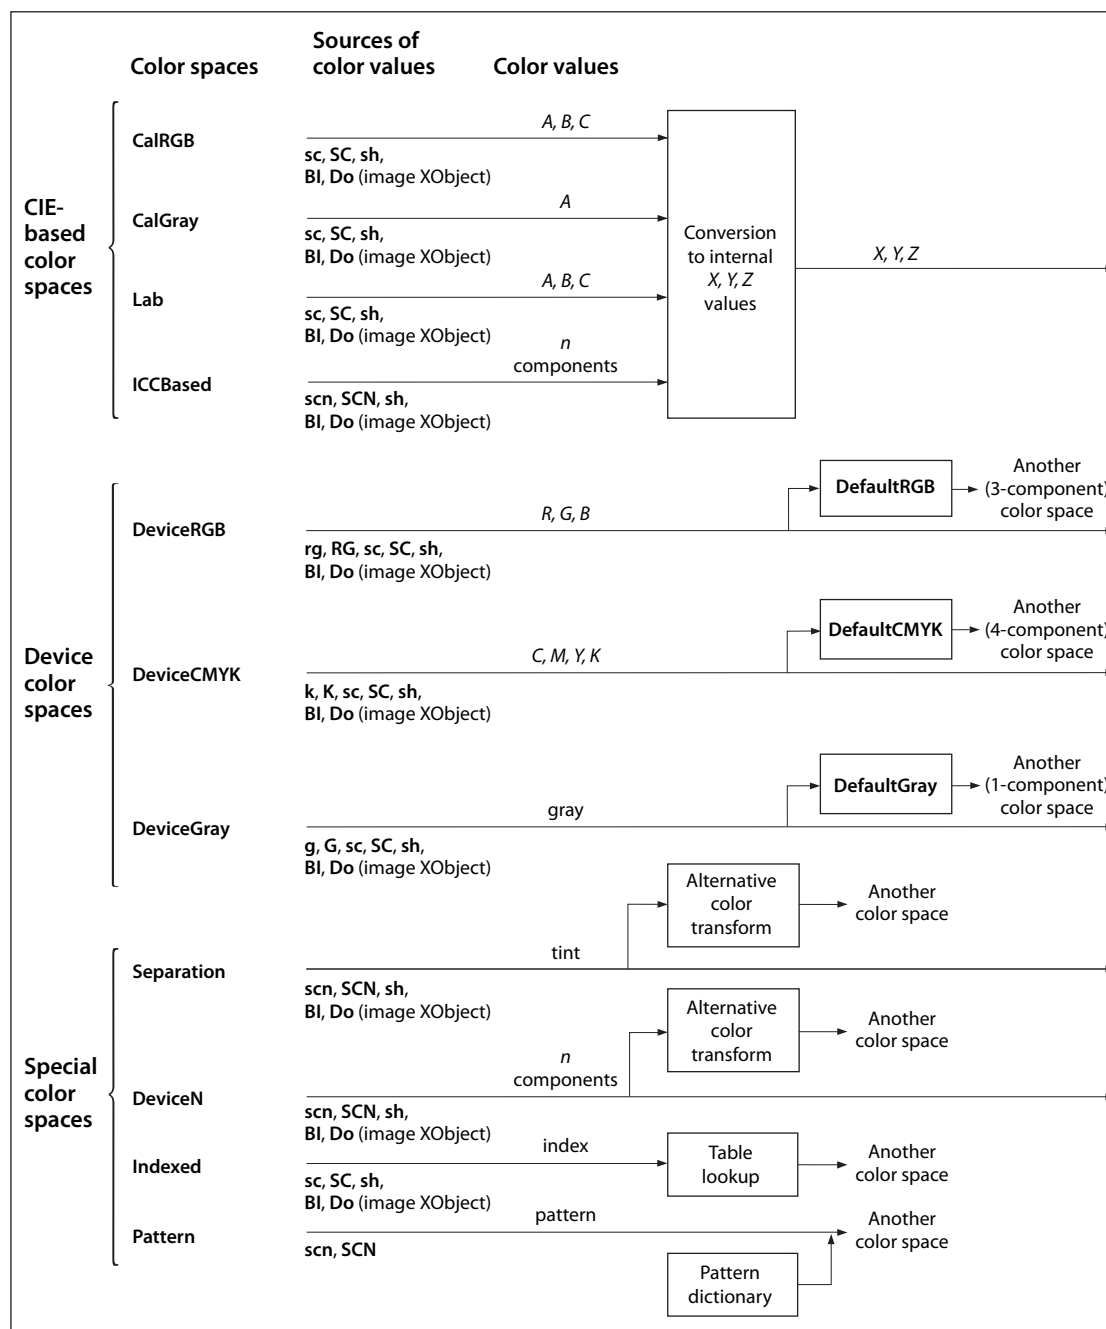 Color spaces
Sources of
color values
Color values
CIE-
based
color
spaces
CalRGB
A, B, C
sc, SC, sh,
BI, Do (image XObject)
CalGray
A
sc, SC, sh,
BI, Do (image XObject)
Lab
A, B, C
sc, SC, sh,
BI, Do (image XObject)
ICCBased
n
components
scn, SCN, sh,
BI, Do (image XObject)
Conversion
to internal
X, Y, Z
values
X, Y, Z
Device
color
spaces
DeviceRGB
R, G, B
rg, RG, sc, SC, sh,
BI, Do (image XObject)
DefaultRGB
Another
(3-component)
color space
DeviceCMYK
C, M, Y, K
k, K, sc, SC, sh,
BI, Do (image XObject)
DefaultCMYK
Another
(4-component)
color space
DeviceGray
gray
g, G, sc, SC, sh,
BI, Do (image XObject)
DefaultGray
Another
(1-component)
color space
Special
color
spaces
Separation
tint
scn, SCN, sh,
BI, Do (image XObject)
Alternative
color
transform
Another
color space
DeviceN
n
components
scn, SCN, sh,
BI, Do (image XObject)
Alternative
color
transform
Another
color space
Indexed
index
sc, SC, sh,
BI, Do (image XObject)
Table
lookup
Another
color space
Pattern
pattern
scn, SCN
Another
color space
Pattern
dictionary